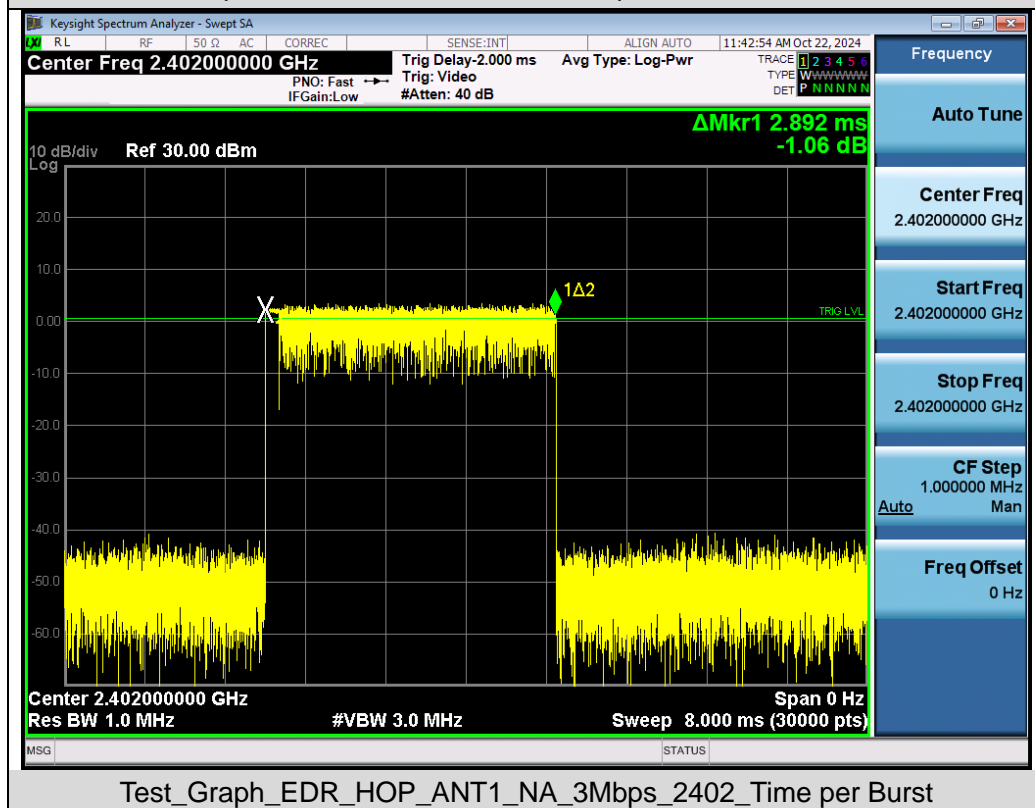 Keysight Spectrum Analyzer - Swept SA
LXI RL RF 50 Ω AC CORREC SENSE:INT ALIGN AUTO 11:42:54 AM Oct 22, 2024
Center Freq 2.402000000 GHz
PNO: Fast
IFGain:Low
Trig Delay-2.000 ms
Trig: Video
#Atten: 40 dB
Avg Type: Log-Pwr
TRACE 1 2 3 4 5 6
TYPE WWWWWW
DET P N N N N N
ΔMkr1 2.892 ms
-1.06 dB
10 dB/div Ref 30.00 dBm
Log
20.0
10.0
0.00
-10.0
-20.0
-30.0
-40.0
-50.0
-60.0
X
1Δ2
TRIG LVL
Center 2.402000000 GHz Span 0 Hz
Res BW 1.0 MHz #VBW 3.0 MHz Sweep 8.000 ms (30000 pts)
MSG STATUS
Frequency
Auto Tune
Center Freq
2.402000000 GHz
Start Freq
2.402000000 GHz
Stop Freq
2.402000000 GHz
CF Step
1.000000 MHz
Auto Man
Freq Offset
0 Hz
Test_Graph_EDR_HOP_ANT1_NA_3Mbps_2402_Time per Burst